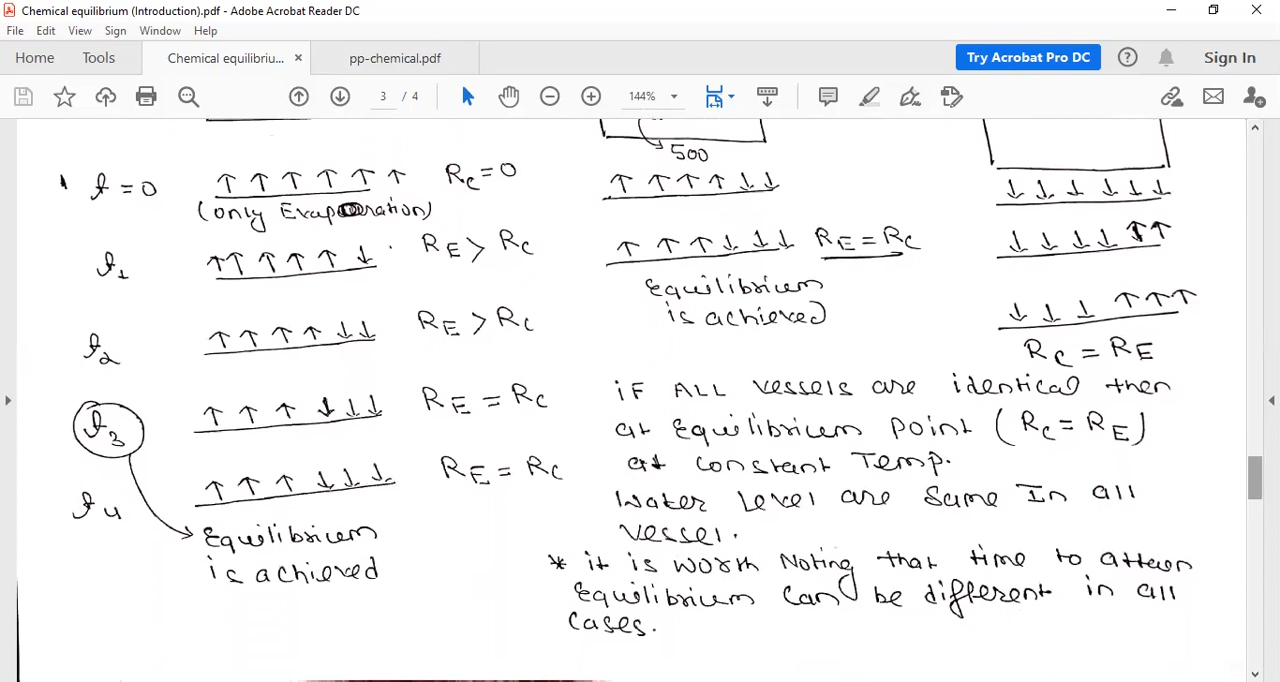 Chemical equilibrium (Introduction).pdf - Adobe Acrobat Reader DC
File Edit View Sign Window Help
Home Tools Chemical equilibriu... × pp-chemical.pdf Try Acrobat Pro DC Sign In
3 / 4 144%
500
t = 0 ↑ ↑ ↑ ↑ ↑ ↑ Rc = 0 ↑ ↑ ↑ ↑ ↓ ↓ ↓ ↓ ↓ ↓ ↓ ↓
(only Evaporation)
t1 ↑ ↑ ↑ ↑ ↑ ↓ RE > Rc ↑ ↑ ↑ ↓ ↓ ↓ RE = Rc ↓ ↓ ↓ ↓ ↑ ↑
Equilibrium
is achieved
t2 ↑ ↑ ↑ ↑ ↓ ↓ RE > Rc ↓ ↓ ↓ ↑ ↑ ↑
Rc = RE
t3 ↑ ↑ ↑ ↓ ↓ ↓ RE = Rc
t4 ↑ ↑ ↑ ↓ ↓ ↓ RE = Rc
Equilibrium
is achieved
iF ALL vessels are identical then
at Equilibrium point (Rc = RE)
at constant Temp.
Water level are same In all
vessel.
* it is worth Noting that time to atten
Equilibrium can be different in all
cases.